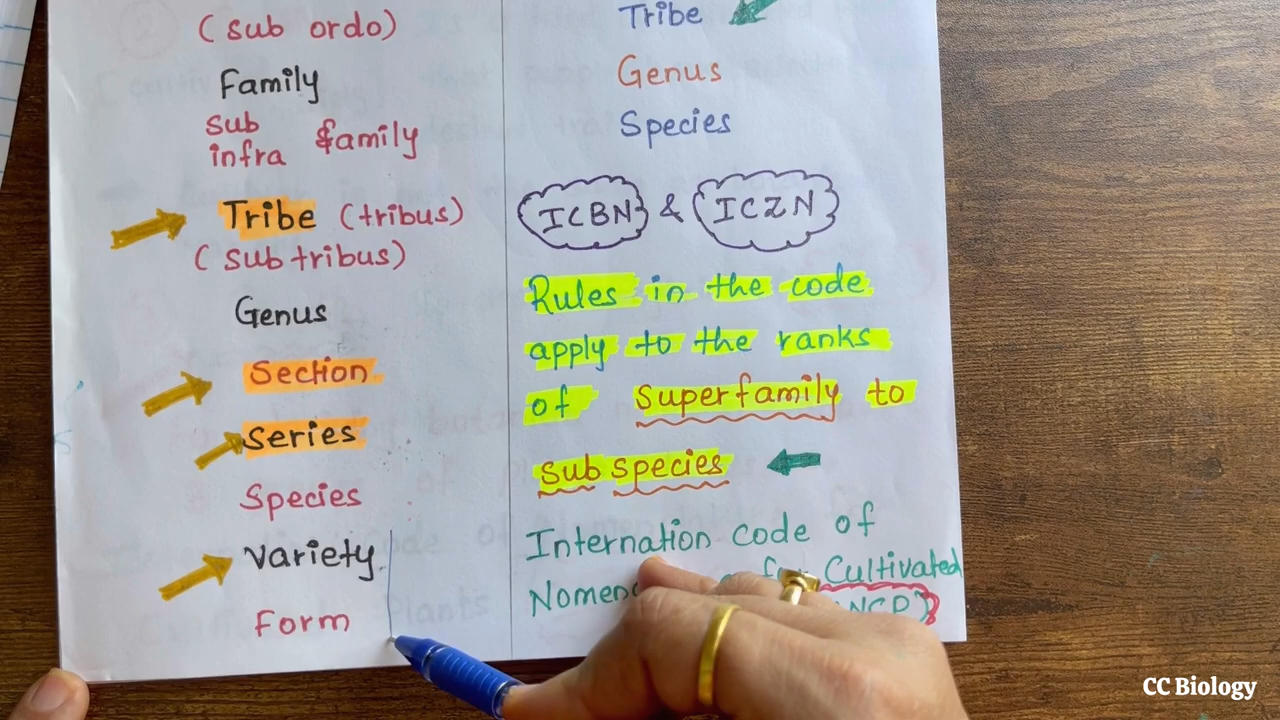 (sub ordo)
Family
sub
infra family
Tribe (tribus)
(sub tribus)
Genus
Section
Series
Species
Variety
Form
Tribe
Genus
Species
ICBN & ICZN
Rules in the code
apply to the ranks
of Superfamily to
Sub species
Internation code of
for Cultivated
CC Biology